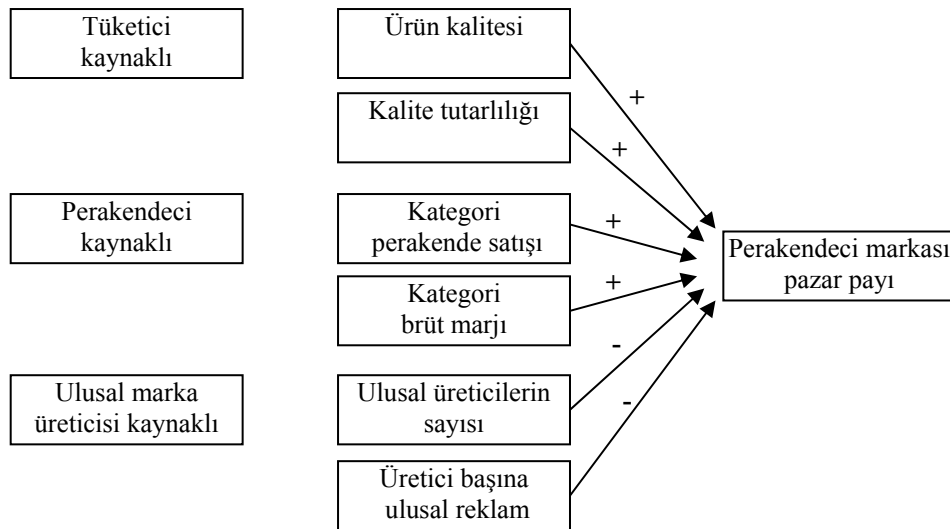 Tüketici
kaynaklı
Ürün kalitesi
+
Kalite tutarlılığı
+
Perakendeci
kaynaklı
Kategori
perakende satışı
+
Perakendeci markası
pazar payı
Kategori
brüt marjı
+
-
Ulusal marka
üreticisi kaynaklı
Ulusal üreticilerin
sayısı
-
Üretici başına
ulusal reklam